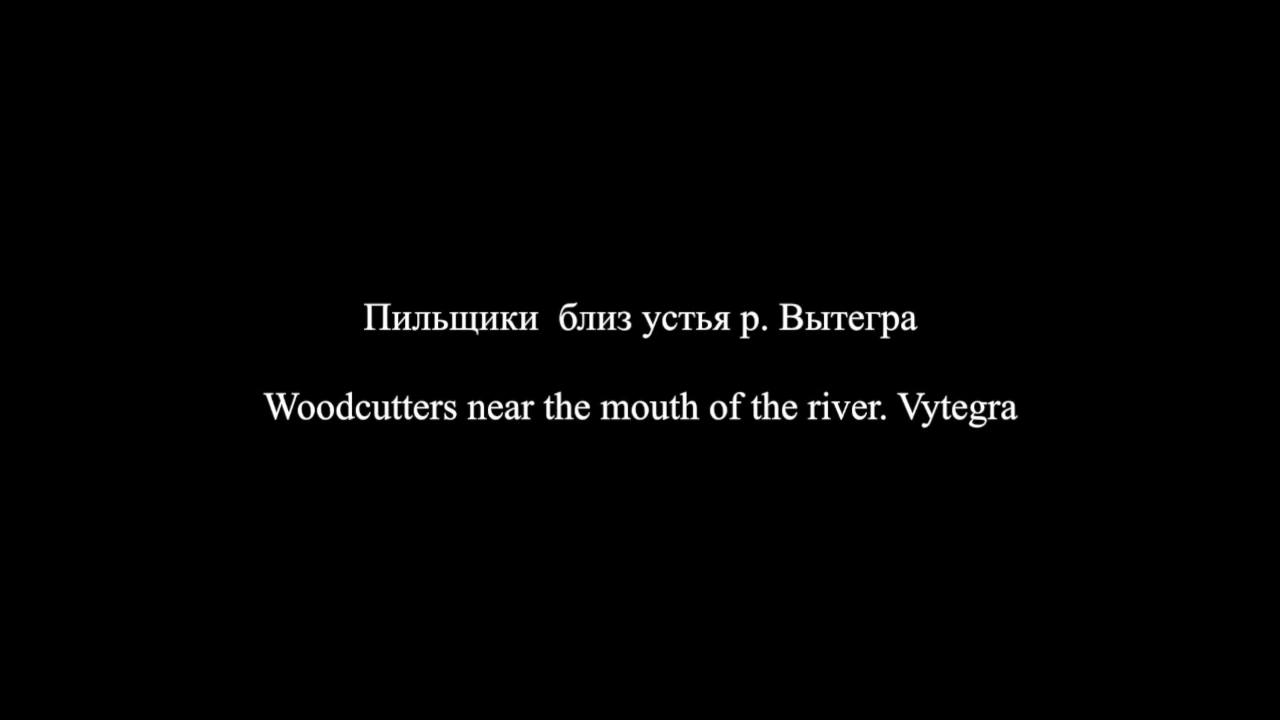 Пильщики  близ устья р. Вытегра
Woodcutters near the mouth of the river. Vytegra